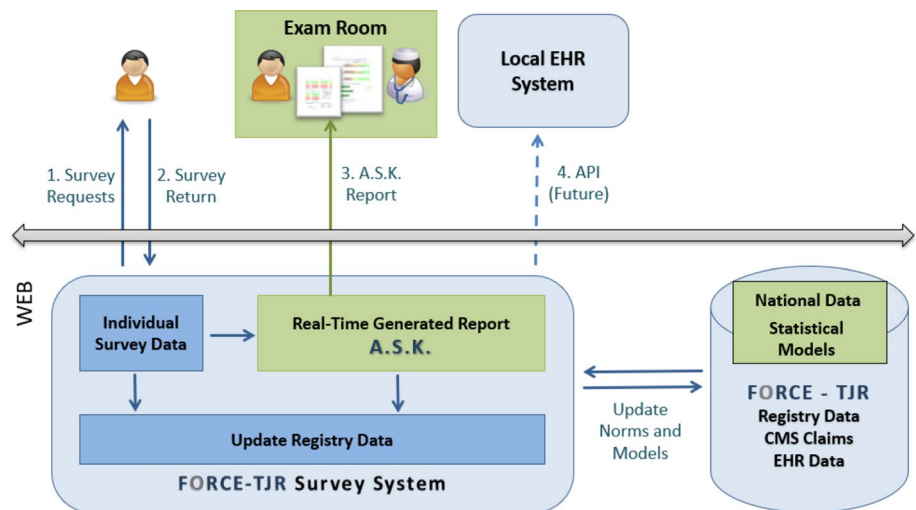 Exam Room
Local EHR
System
1. Survey
Requests
2. Survey
Return
3. A.S.K.
Report
4. API
(Future)
WEB
Individual
Survey Data
Real-Time Generated Report
A.S.K.
Update Registry Data
FORCE-TJR Survey System
Update
Norms and
Models
National Data
Statistical
Models
FORCE - TJR
Registry Data
CMS Claims
EHR Data